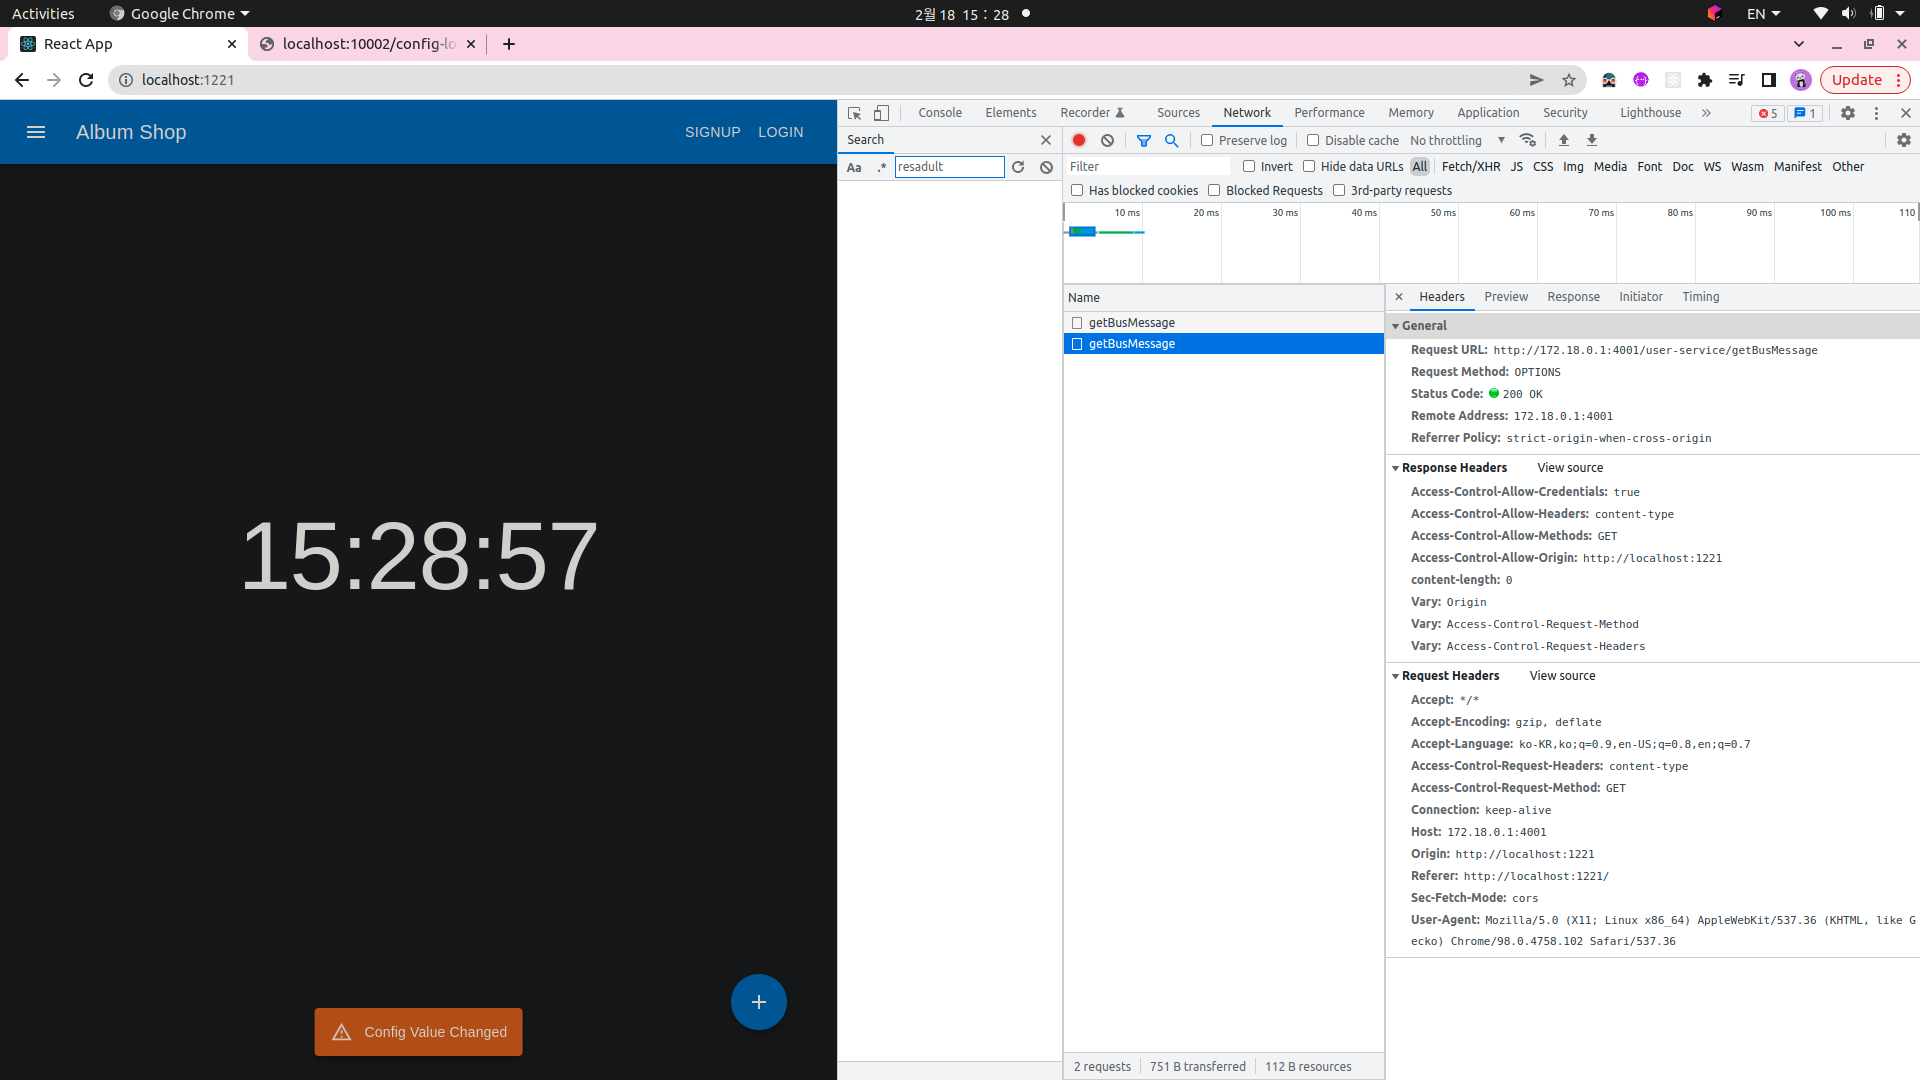 Activities
Google Chrome
2월 18 15 : 28
EN
React App
localhost:10002/config-lo
localhost:1221
Update
Album Shop
SIGNUP
LOGIN
15:28:57
Config Value Changed
Console
Elements
Recorder
Sources
Network
Performance
Memory
Application
Security
Lighthouse
5
1
Search
Aa
.*
resadult
Preserve log
Disable cache
No throttling
Filter
Invert
Hide data URLs
All
Fetch/XHR
JS
CSS
Img
Media
Font
Doc
WS
Wasm
Manifest
Other
Has blocked cookies
Blocked Requests
3rd-party requests
10 ms
20 ms
30 ms
40 ms
50 ms
60 ms
70 ms
80 ms
90 ms
100 ms
110
Name
getBusMessage
getBusMessage
2 requests
751 B transferred
112 B resources
Headers
Preview
Response
Initiator
Timing
General
Request URL: http://172.18.0.1:4001/user-service/getBusMessage
Request Method: OPTIONS
Status Code: 200 OK
Remote Address: 172.18.0.1:4001
Referrer Policy: strict-origin-when-cross-origin
Response Headers View source
Access-Control-Allow-Credentials: true
Access-Control-Allow-Headers: content-type
Access-Control-Allow-Methods: GET
Access-Control-Allow-Origin: http://localhost:1221
content-length: 0
Vary: Origin
Vary: Access-Control-Request-Method
Vary: Access-Control-Request-Headers
Request Headers View source
Accept: */*
Accept-Encoding: gzip, deflate
Accept-Language: ko-KR,ko;q=0.9,en-US;q=0.8,en;q=0.7
Access-Control-Request-Headers: content-type
Access-Control-Request-Method: GET
Connection: keep-alive
Host: 172.18.0.1:4001
Origin: http://localhost:1221
Referer: http://localhost:1221/
Sec-Fetch-Mode: cors
User-Agent: Mozilla/5.0 (X11; Linux x86_64) AppleWebKit/537.36 (KHTML, like G
ecko) Chrome/98.0.4758.102 Safari/537.36